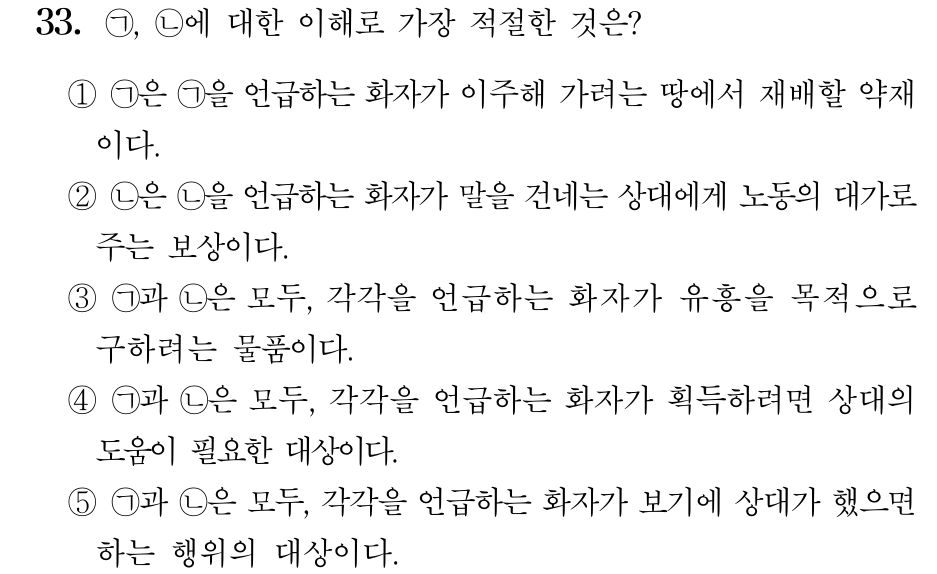 33. ㉠, ㉡에 대한 이해로 가장 적절한 것은?
① ㉠은 ㉠을 언급하는 화자가 이주해 가려는 땅에서 재배할 약재
이다.
② ㉡은 ㉡을 언급하는 화자가 말을 건네는 상대에게 노동의 대가로
주는 보상이다.
③ ㉠과 ㉡은 모두, 각각을 언급하는 화자가 유흥을 목적으로
구하려는 물품이다.
④ ㉠과 ㉡은 모두, 각각을 언급하는 화자가 획득하려면 상대의
도움이 필요한 대상이다.
⑤ ㉠과 ㉡은 모두, 각각을 언급하는 화자가 보기에 상대가 했으면
하는 행위의 대상이다.